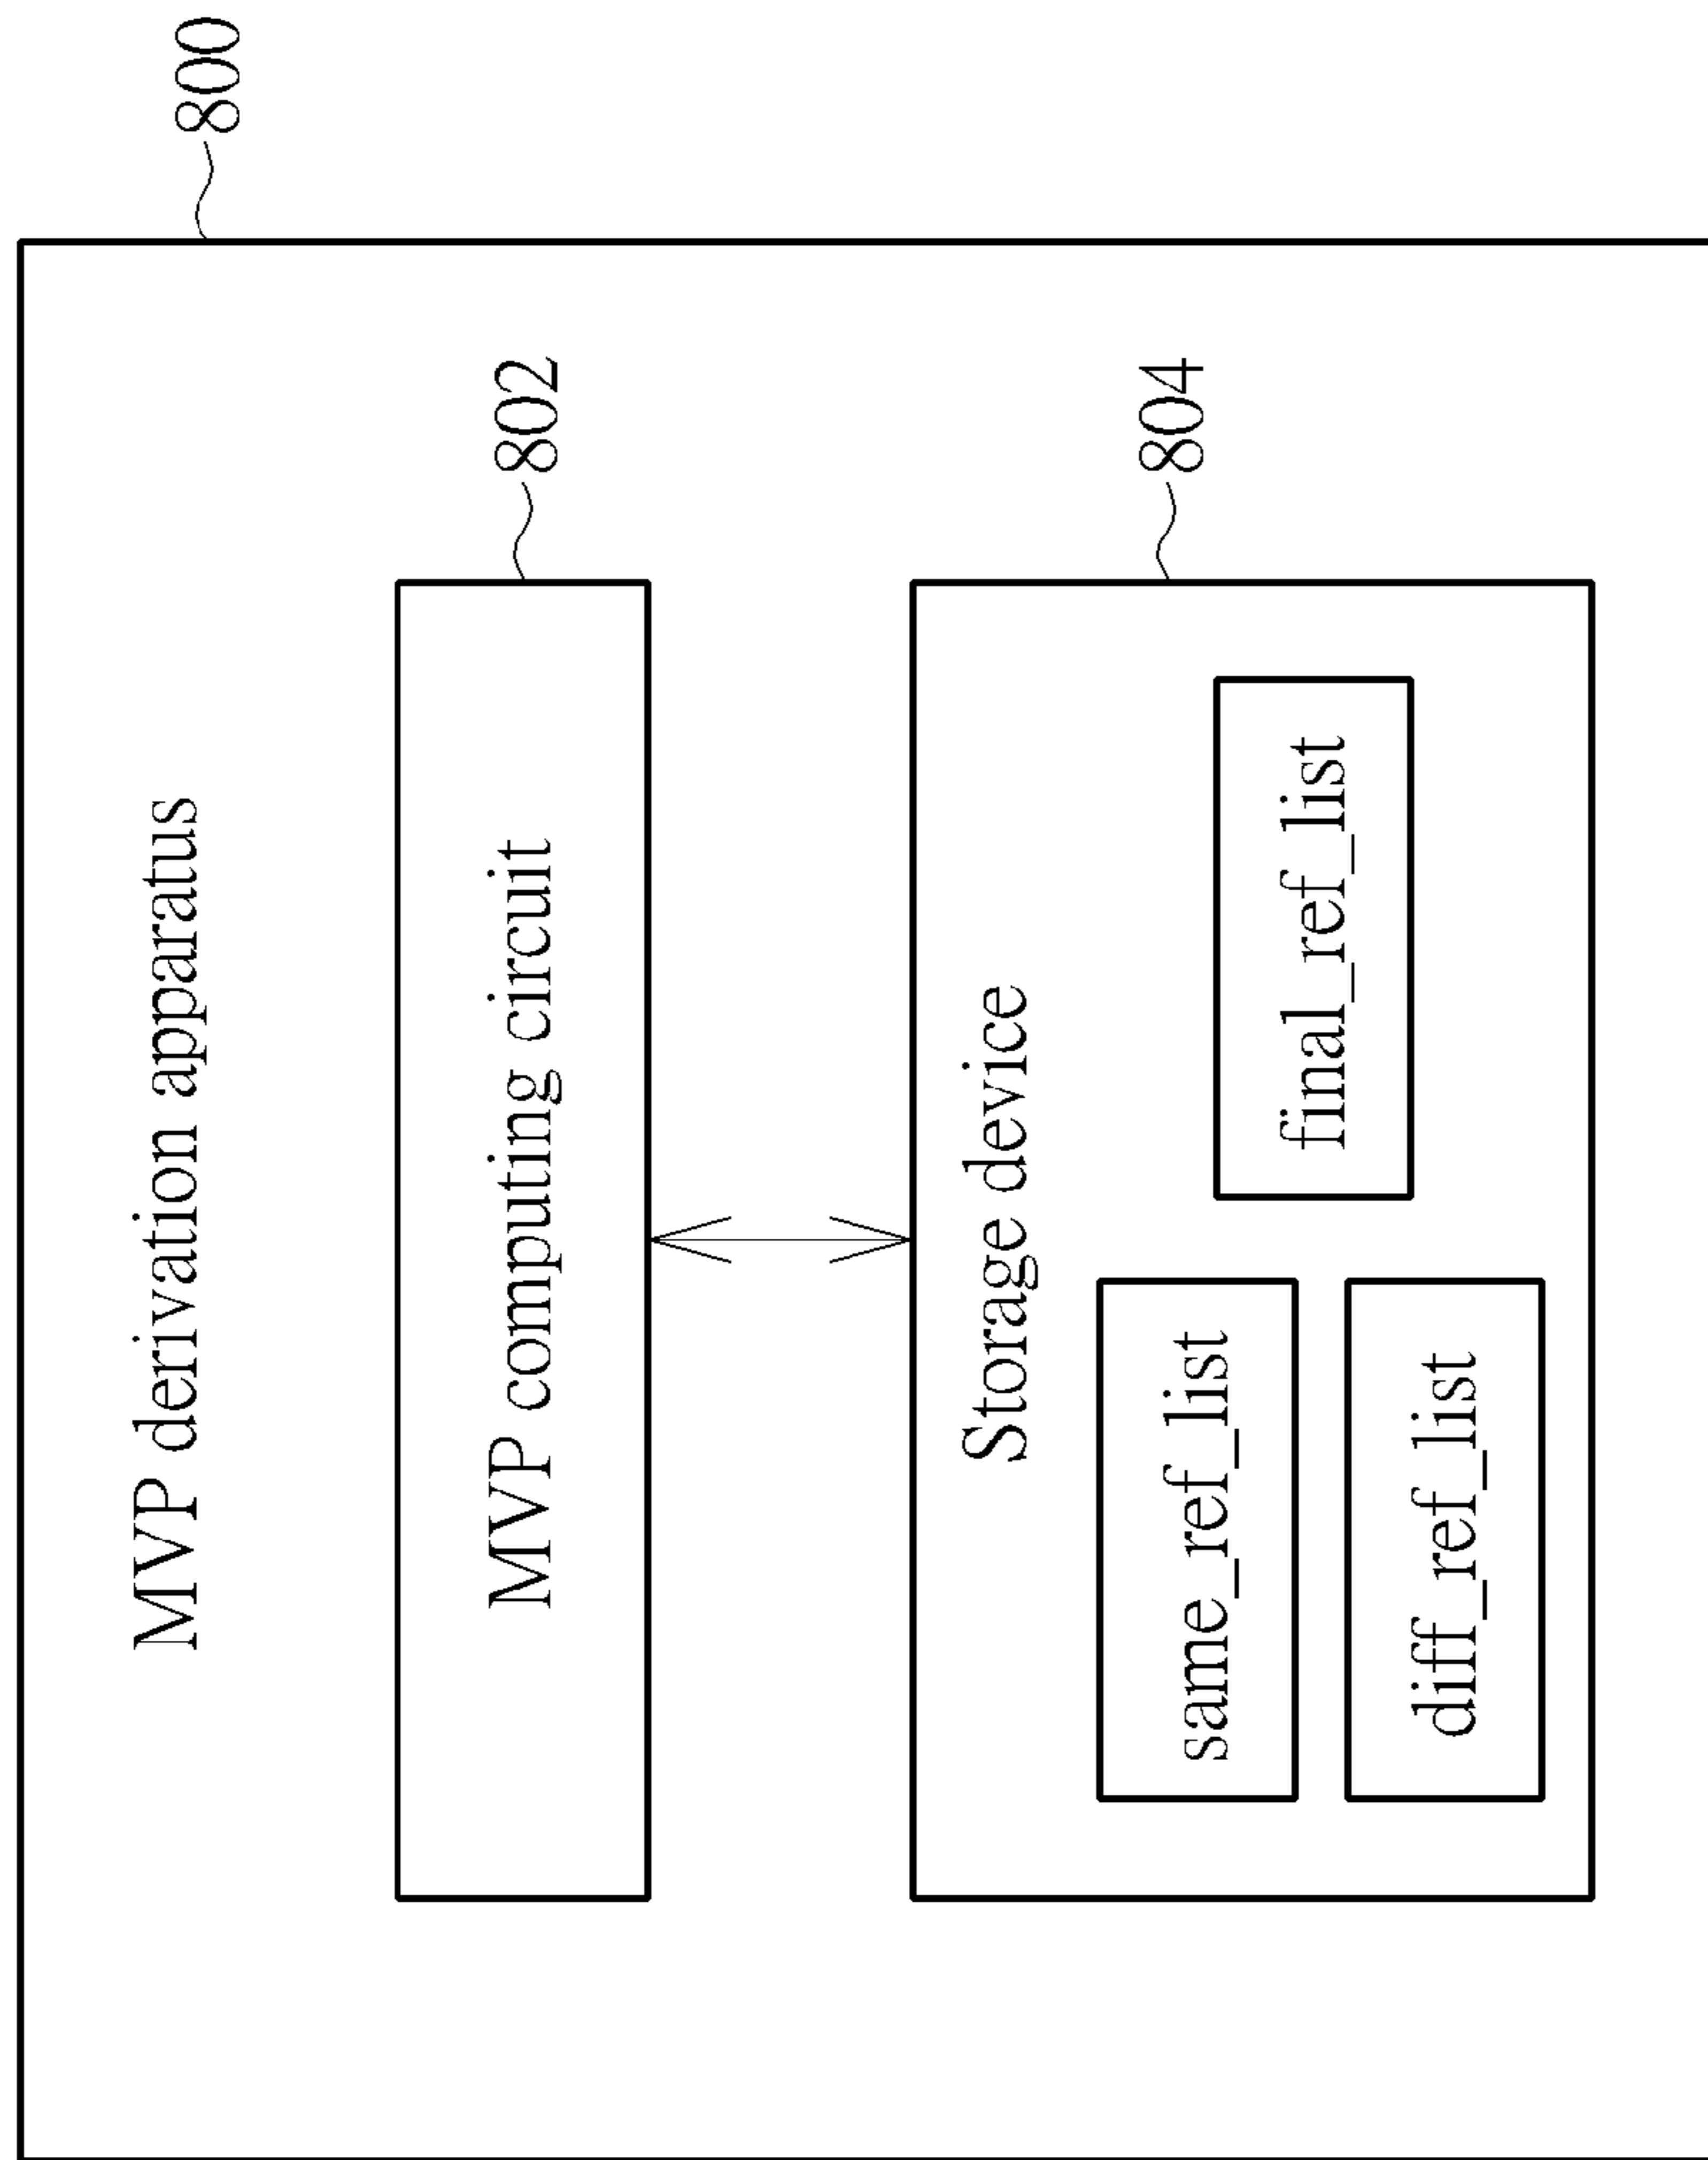 MVP derivation apparatus
800
MVP computing circuit
802
Storage device
804
same_ref_list
final_ref_list
diff_ref_list